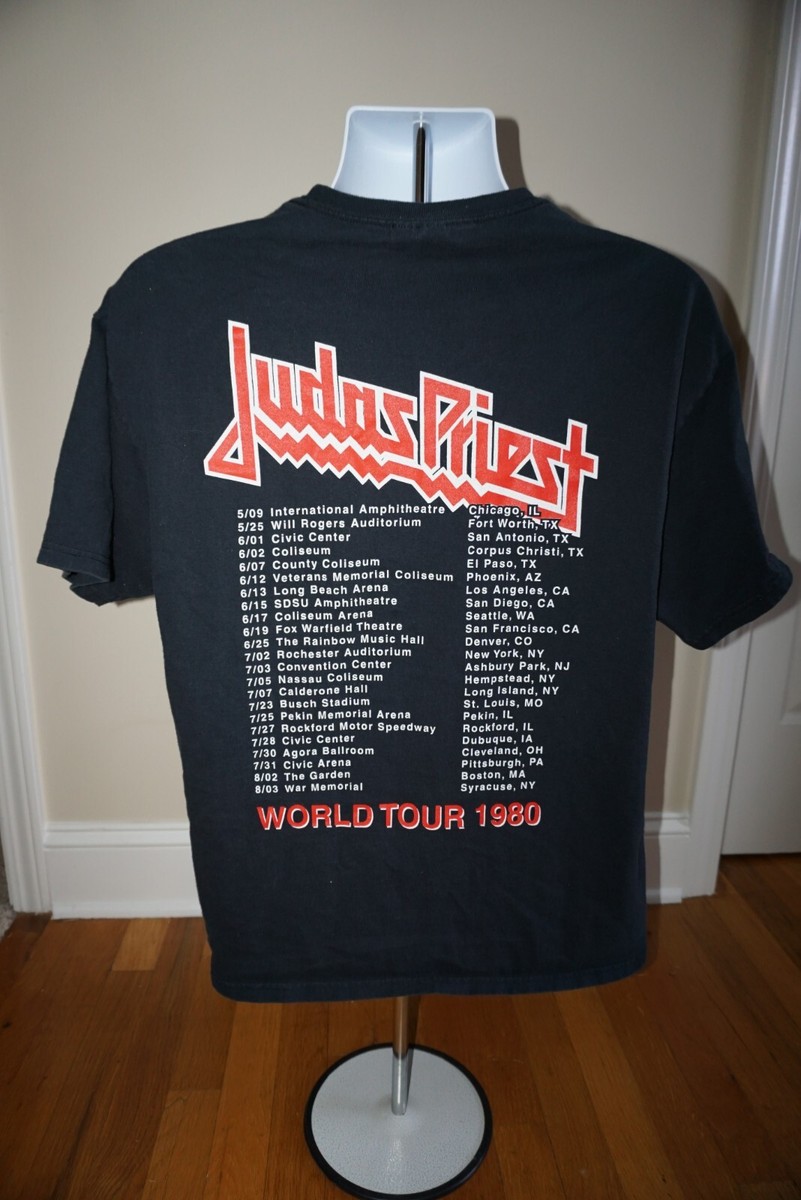 Judas Priest
5/09 International Amphitheatre Chicago, IL
5/25 Will Rogers Auditorium Fort Worth, TX
6/01 Civic Center San Antonio, TX
6/02 Coliseum Corpus Christi, TX
6/07 County Coliseum El Paso, TX
6/12 Veterans Memorial Coliseum Phoenix, AZ
6/13 Long Beach Arena Los Angeles, CA
6/15 SDSU Amphitheatre San Diego, CA
6/17 Coliseum Arena Seattle, WA
6/19 Fox Warfield Theatre San Francisco, CA
6/25 The Rainbow Music Hall Denver, CO
7/02 Rochester Auditorium New York, NY
7/03 Convention Center Ashbury Park, NJ
7/05 Nassau Coliseum Hempstead, NY
7/07 Calderone Hall Long Island, NY
7/23 Busch Stadium St. Louis, MO
7/25 Pekin Memorial Arena Pekin, IL
7/27 Rockford Motor Speedway Rockford, IL
7/28 Civic Center Dubuque, IA
7/30 Agora Ballroom Cleveland, OH
7/31 Civic Arena Pittsburgh, PA
8/02 The Garden Boston, MA
8/03 War Memorial Syracuse, NY
WORLD TOUR 1980